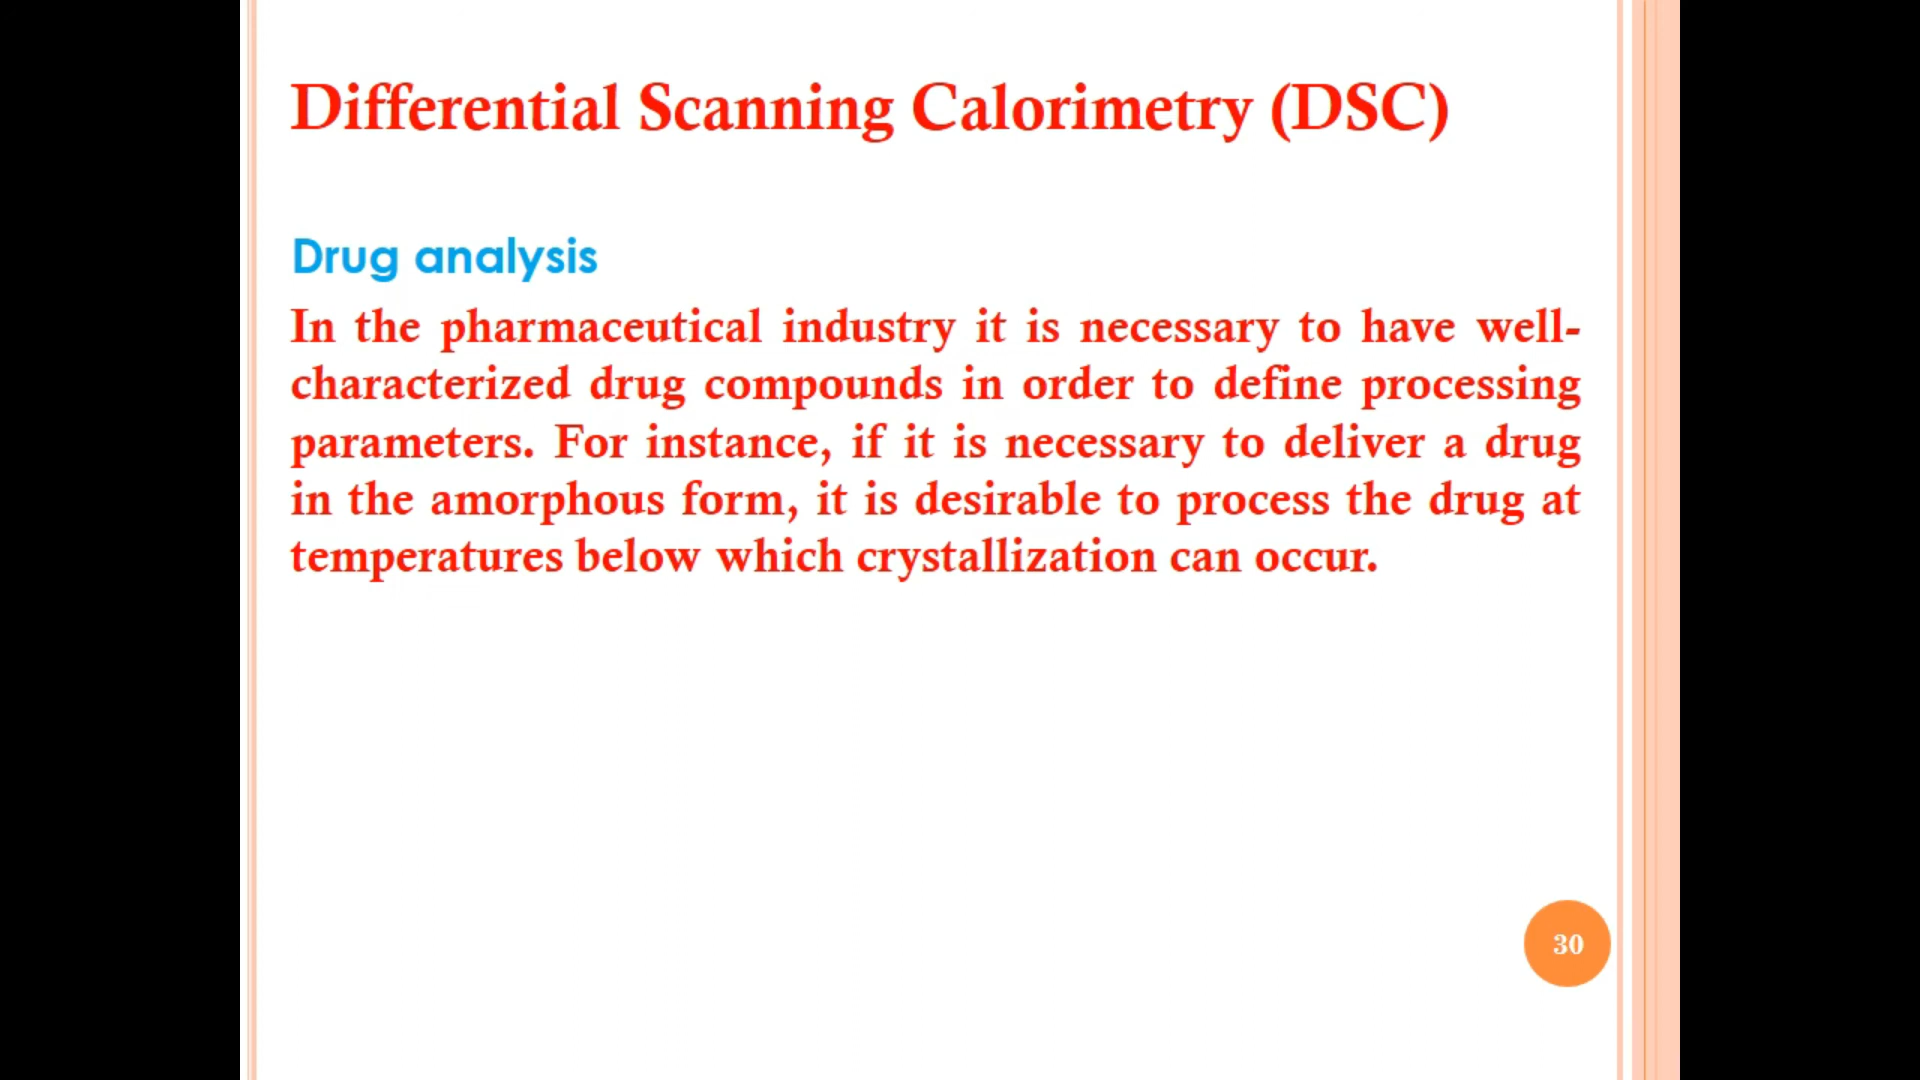 Differential Scanning Calorimetry (DSC)
Drug analysis
In the pharmaceutical industry it is necessary to have well-
characterized drug compounds in order to define processing
parameters. For instance, if it is necessary to deliver a drug
in the amorphous form, it is desirable to process the drug at
temperatures below which crystallization can occur.
30